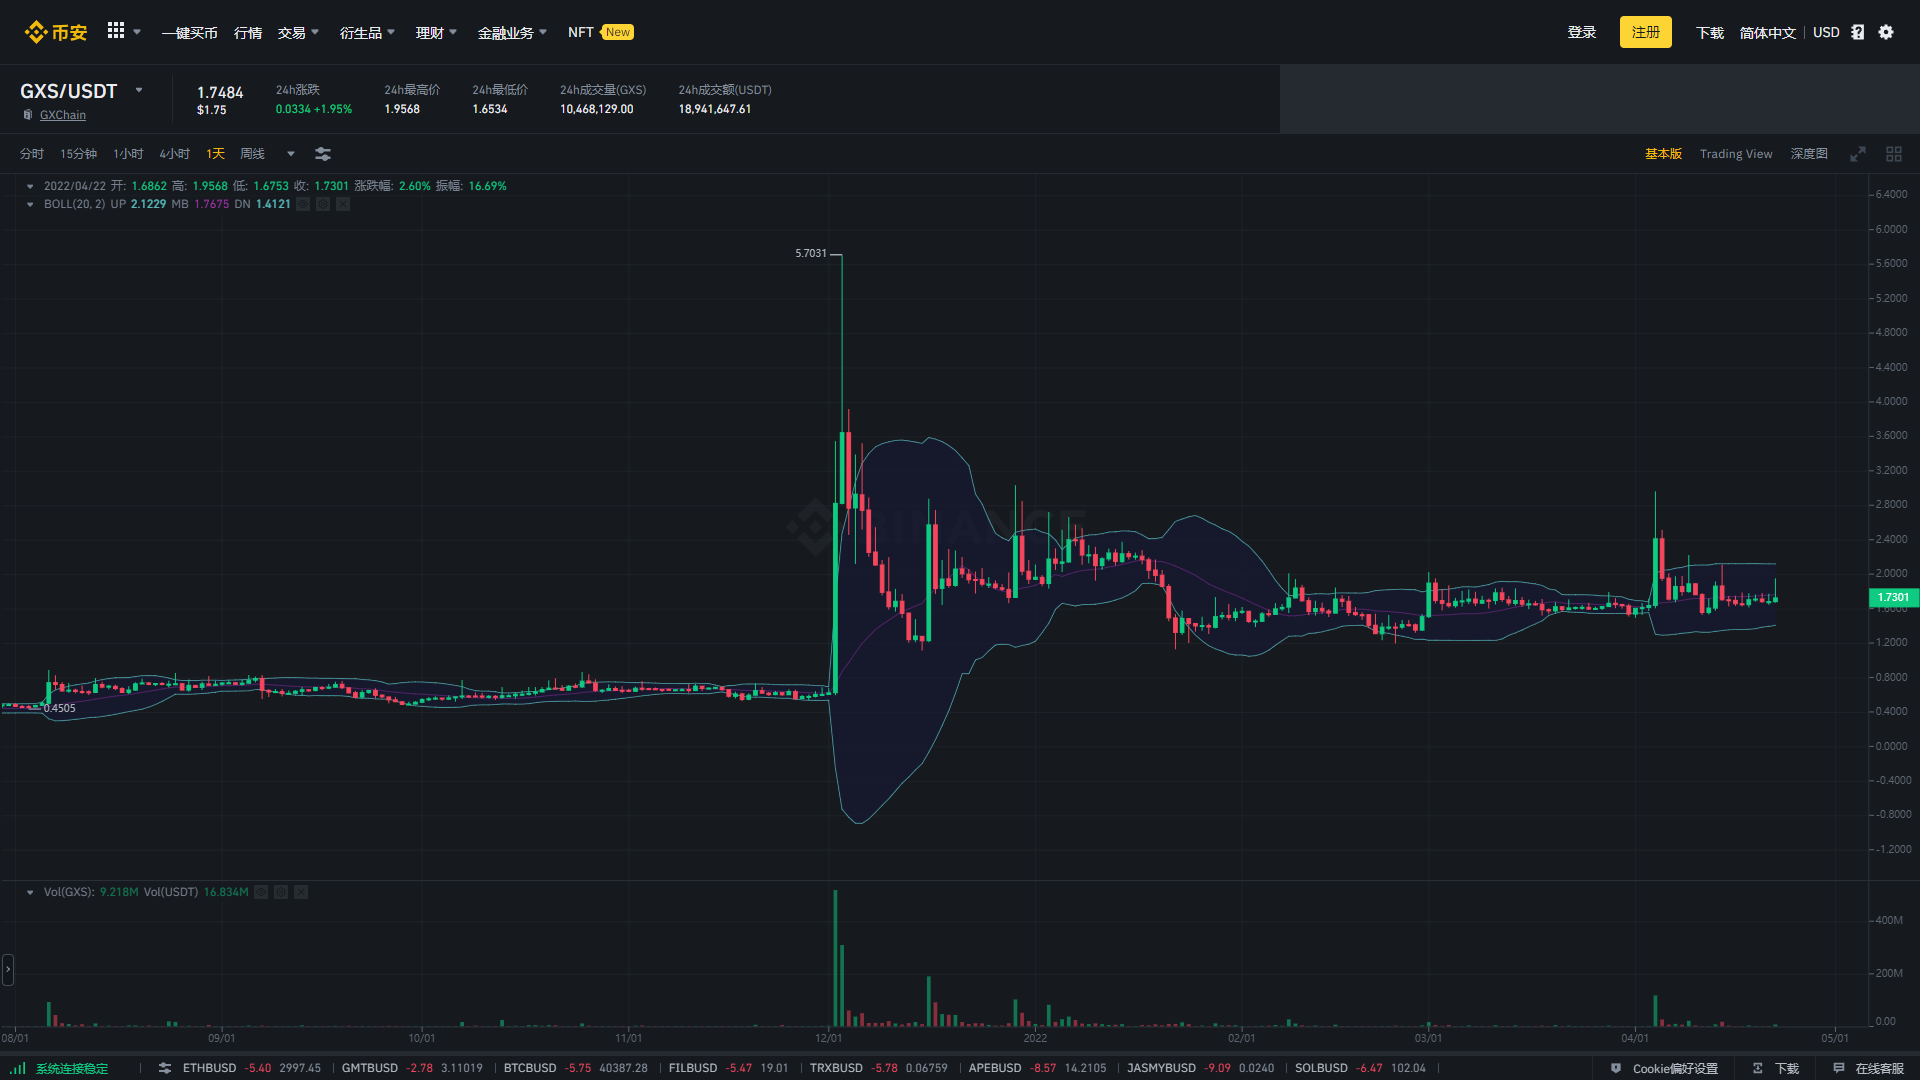 币安 一键买币 行情 交易 衍生品 理财 金融业务 NFT New 登录 注册 下载 简体中文 USD
GXS/USDT
GXChain
1.7484
$1.75
24h涨跌
0.0334 +1.95%
24h最高价
1.9568
24h最低价
1.6534
24h成交量(GXS)
10,468,129.00
24h成交额(USDT)
18,941,647.61
分时 15分钟 1小时 4小时 1天 周线 基本版 Trading View 深度图
2022/04/22 开: 1.6862 高: 1.9568 低: 1.6753 收: 1.7301 涨跌幅: 2.60% 振幅: 16.69%
BOLL(20, 2) UP 2.1229 MB 1.7675 DN 1.4121
6.4000
6.0000
5.7031
5.6000
5.2000
4.8000
4.4000
4.0000
3.6000
3.2000
2.8000
BINANCE
2.4000
2.0000
1.7301
1.6000
1.2000
0.8000
0.4505
0.4000
0.0000
-0.4000
-0.8000
-1.2000
Vol(GXS): 9.218M Vol(USDT) 16.834M
400M
200M
0.00
08/01 09/01 10/01 11/01 12/01 2022 02/01 03/01 04/01 05/01
系统连接稳定 ETHBUSD -5.40 2997.45 GMTBUSD -2.78 3.11019 BTCBUSD -5.75 40387.28 FILBUSD -5.47 19.01 TRXBUSD -5.78 0.06759 APEBUSD -8.57 14.2105 JASMYBUSD -9.09 0.0240 SOLBUSD -6.47 102.04 Cookie偏好设置 下载 在线客服